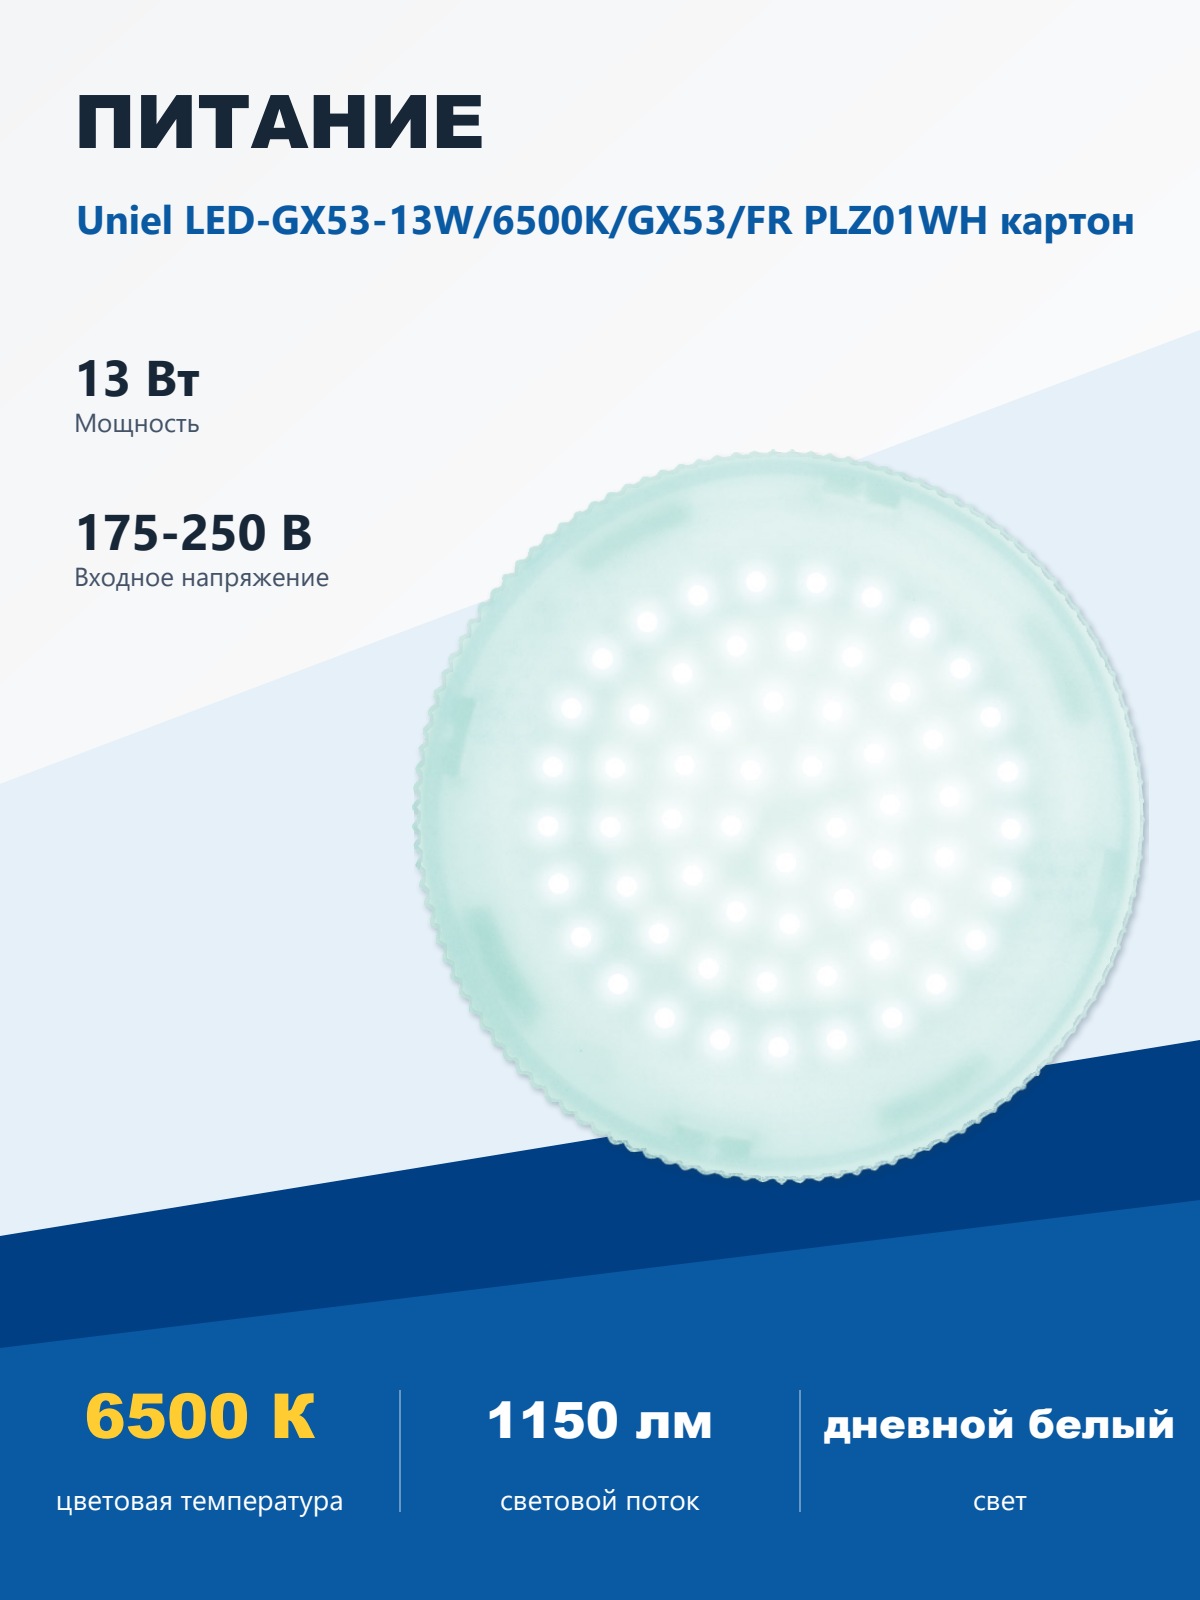 ПИТАНИЕ
Uniel LED-GX53-13W/6500K/GX53/FR PLZ01WH картон
13 Вт
Мощность
175-250 В
Входное напряжение
6500 К
цветовая температура
1150 лм
световой поток
дневной белый
свет